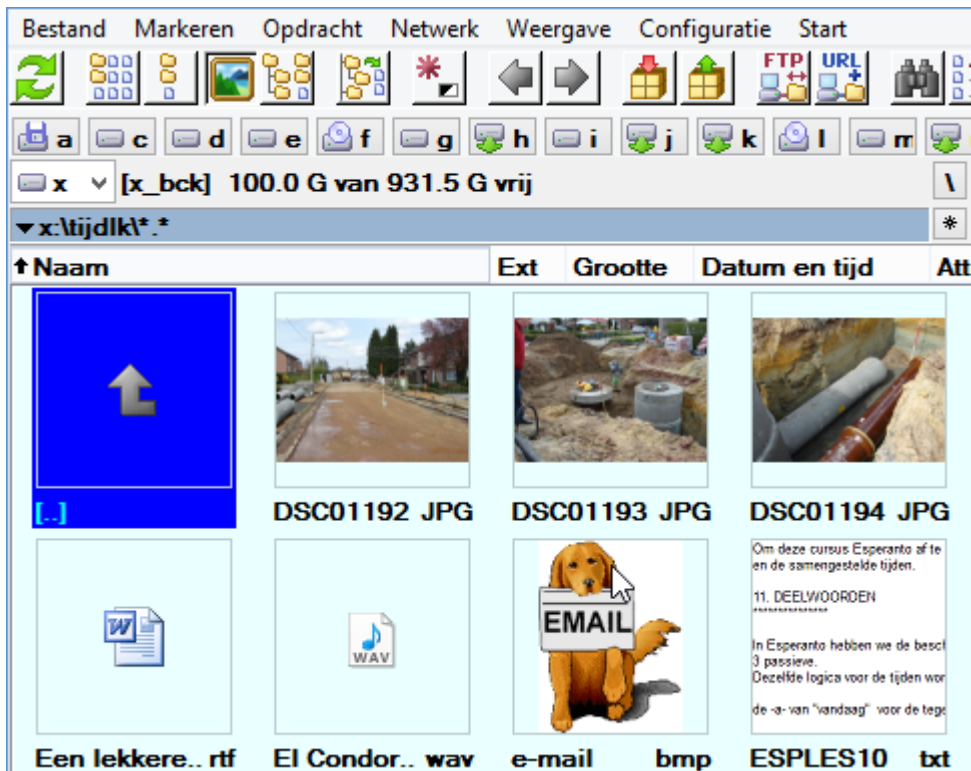 Bestand Markeren Opdracht Netwerk Weergave Configuratie Start
FTP URL
a c d e f g h i j k l m
x [x_bck] 100.0 G van 931.5 G vrij \
x:\tijdlk\*.* *
Naam Ext Grootte Datum en tijd Att
[..] DSC01192 JPG DSC01193 JPG DSC01194 JPG
W
WAV
EMAIL
Om deze cursus Esperanto af te
en de samengestelde tijden.
11. DEELWOORDEN
***************
In Esperanto hebben we de besch
3 passieve.
Dezelfde logica voor de tijden wor
de -a- van "vandaag" voor de tege
Een lekkere.. rtf El Condor.. wav e-mail bmp ESPLES10 txt